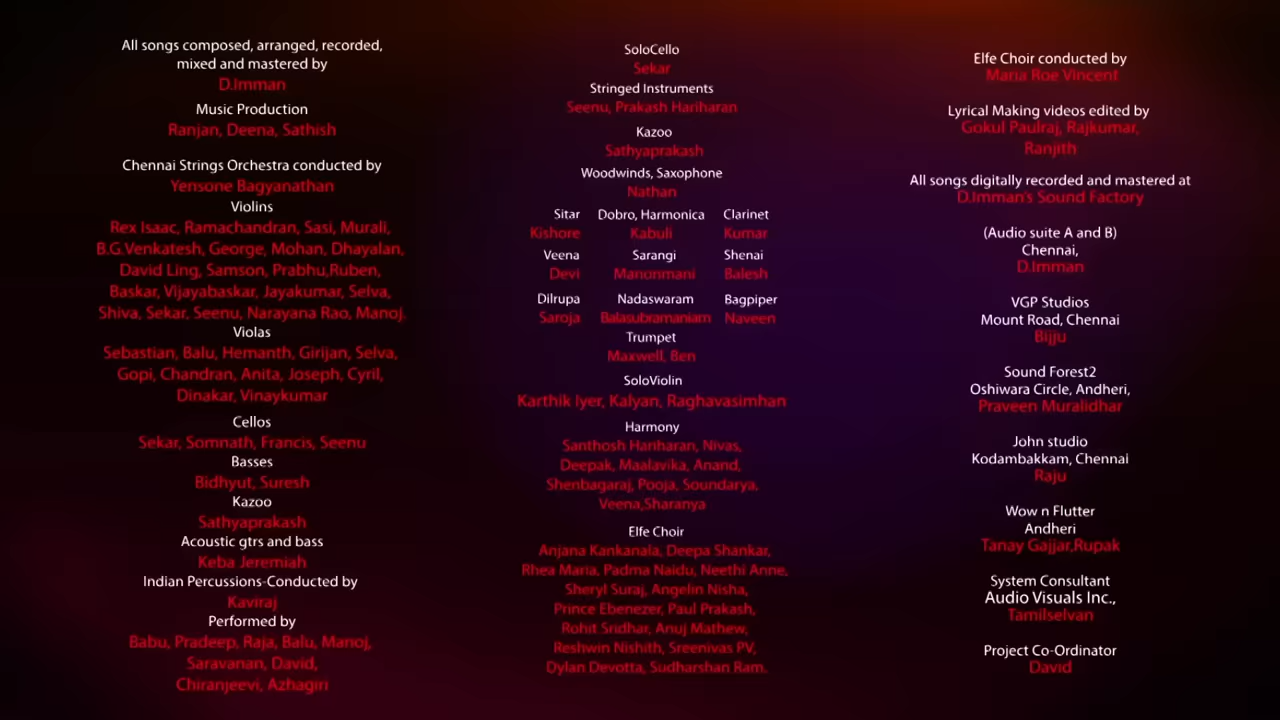 All songs composed, arranged, recorded,
mixed and mastered by
D.Imman
Music Production
Ranjan, Deena, Sathish
Chennai Strings Orchestra conducted by
Yensone Bagyanathan
Violins
Rex Isaac, Ramachandran, Sasi, Murali,
B.G.Venkatesh, George, Mohan, Dhayalan,
David Ling, Samson, Prabhu,Ruben,
Baskar, Vijayabaskar, Jayakumar, Selva,
Shiva, Sekar, Seenu, Narayana Rao, Manoj.
Violas
Sebastian, Balu, Hemanth, Girijan, Selva,
Gopi, Chandran, Anita, Joseph, Cyril,
Dinakar, Vinaykumar
Cellos
Sekar, Somnath, Francis, Seenu
Basses
Bidhyut, Suresh
Kazoo
Sathyaprakash
Acoustic gtrs and bass
Keba Jeremiah
Indian Percussions-Conducted by
Kaviraj
Performed by
Babu, Pradeep, Raja, Balu, Manoj,
Saravanan, David,
Chiranjeevi, Azhagiri
SoloCello
Sekar
Stringed Instruments
Seenu, Prakash Hariharan
Kazoo
Sathyaprakash
Woodwinds, Saxophone
Nathan
Sitar Dobro, Harmonica Clarinet
Kishore Kabuli Kumar
Veena Sarangi Shenai
Devi Manonmani Balesh
Dilrupa Nadaswaram Bagpiper
Saroja Balasubramaniam Naveen
Trumpet
Maxwell, Ben
SoloViolin
Karthik Iyer, Kalyan, Raghavasimhan
Harmony
Santhosh Hariharan, Nivas,
Deepak, Maalavika, Anand,
Shenbagaraj, Pooja, Soundarya,
Veena,Sharanya
Elfe Choir
Anjana Kankanala, Deepa Shankar,
Rhea Maria, Padma Naidu, Neethi Anne,
Sheryl Suraj, Angelin Nisha,
Prince Ebenezer, Paul Prakash,
Rohit Sridhar, Anuj Mathew,
Reshwin Nishith, Sreenivas PV,
Dylan Devotta, Sudharshan Ram.
Elfe Choir conducted by
Maria Roe Vincent
Lyrical Making videos edited by
Gokul Paulraj, Rajkumar,
Ranjith
All songs digitally recorded and mastered at
D.Imman's Sound Factory
(Audio suite A and B)
Chennai,
D.Imman
VGP Studios
Mount Road, Chennai
Bijju
Sound Forest2
Oshiwara Circle, Andheri,
Praveen Muralidhar
John studio
Kodambakkam, Chennai
Raju
Wow n Flutter
Andheri
Tanay Gajjar,Rupak
System Consultant
Audio Visuals Inc.,
Tamilselvan
Project Co-Ordinator
David